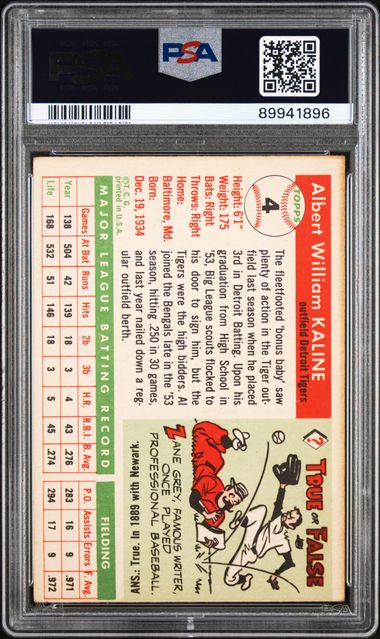 PSA
PSA
89941896
Albert William KALINE
outfield Detroit Tigers
TOPPS
4
Height: 6'1"
Weight: 175
Bats: Right
Throws: Right
Home:
Baltimore, Md.
Born:
Dec. 19, 1934
©T.C.G.
printed in U.S.A.
The fleetfooted 'bonus baby' saw
plenty of action in the Tiger out-
field last season when he placed
3rd in Detroit Batting. Upon his
graduation from High School in
'53, Big League scouts flocked to
his door to sign him, but the
Tigers were the high bidders. Al
joined the Bengals late in the '53
season, hitting .250 in 30 games,
and last year nailed down a reg-
ular outfield berth.
?
TRUE OR FALSE
ZANE GREY, FAMOUS WRITER,
ONCE PLAYED
PROFESSIONAL BASEBALL.
ANS.: True. In 1889 with Newark.
MAJOR LEAGUE BATTING RECORD FIELDING
Games At Bat Runs Hits 2b 3b H.R. R.B.I. B. Avg. P.O. Assists Errors F. Avg.
Year 138 504 42 139 18 3 4 43 .276 283 16 9 .971
Life 168 532 51 146 18 3 5 45 .274 294 17 9 .972
PSA